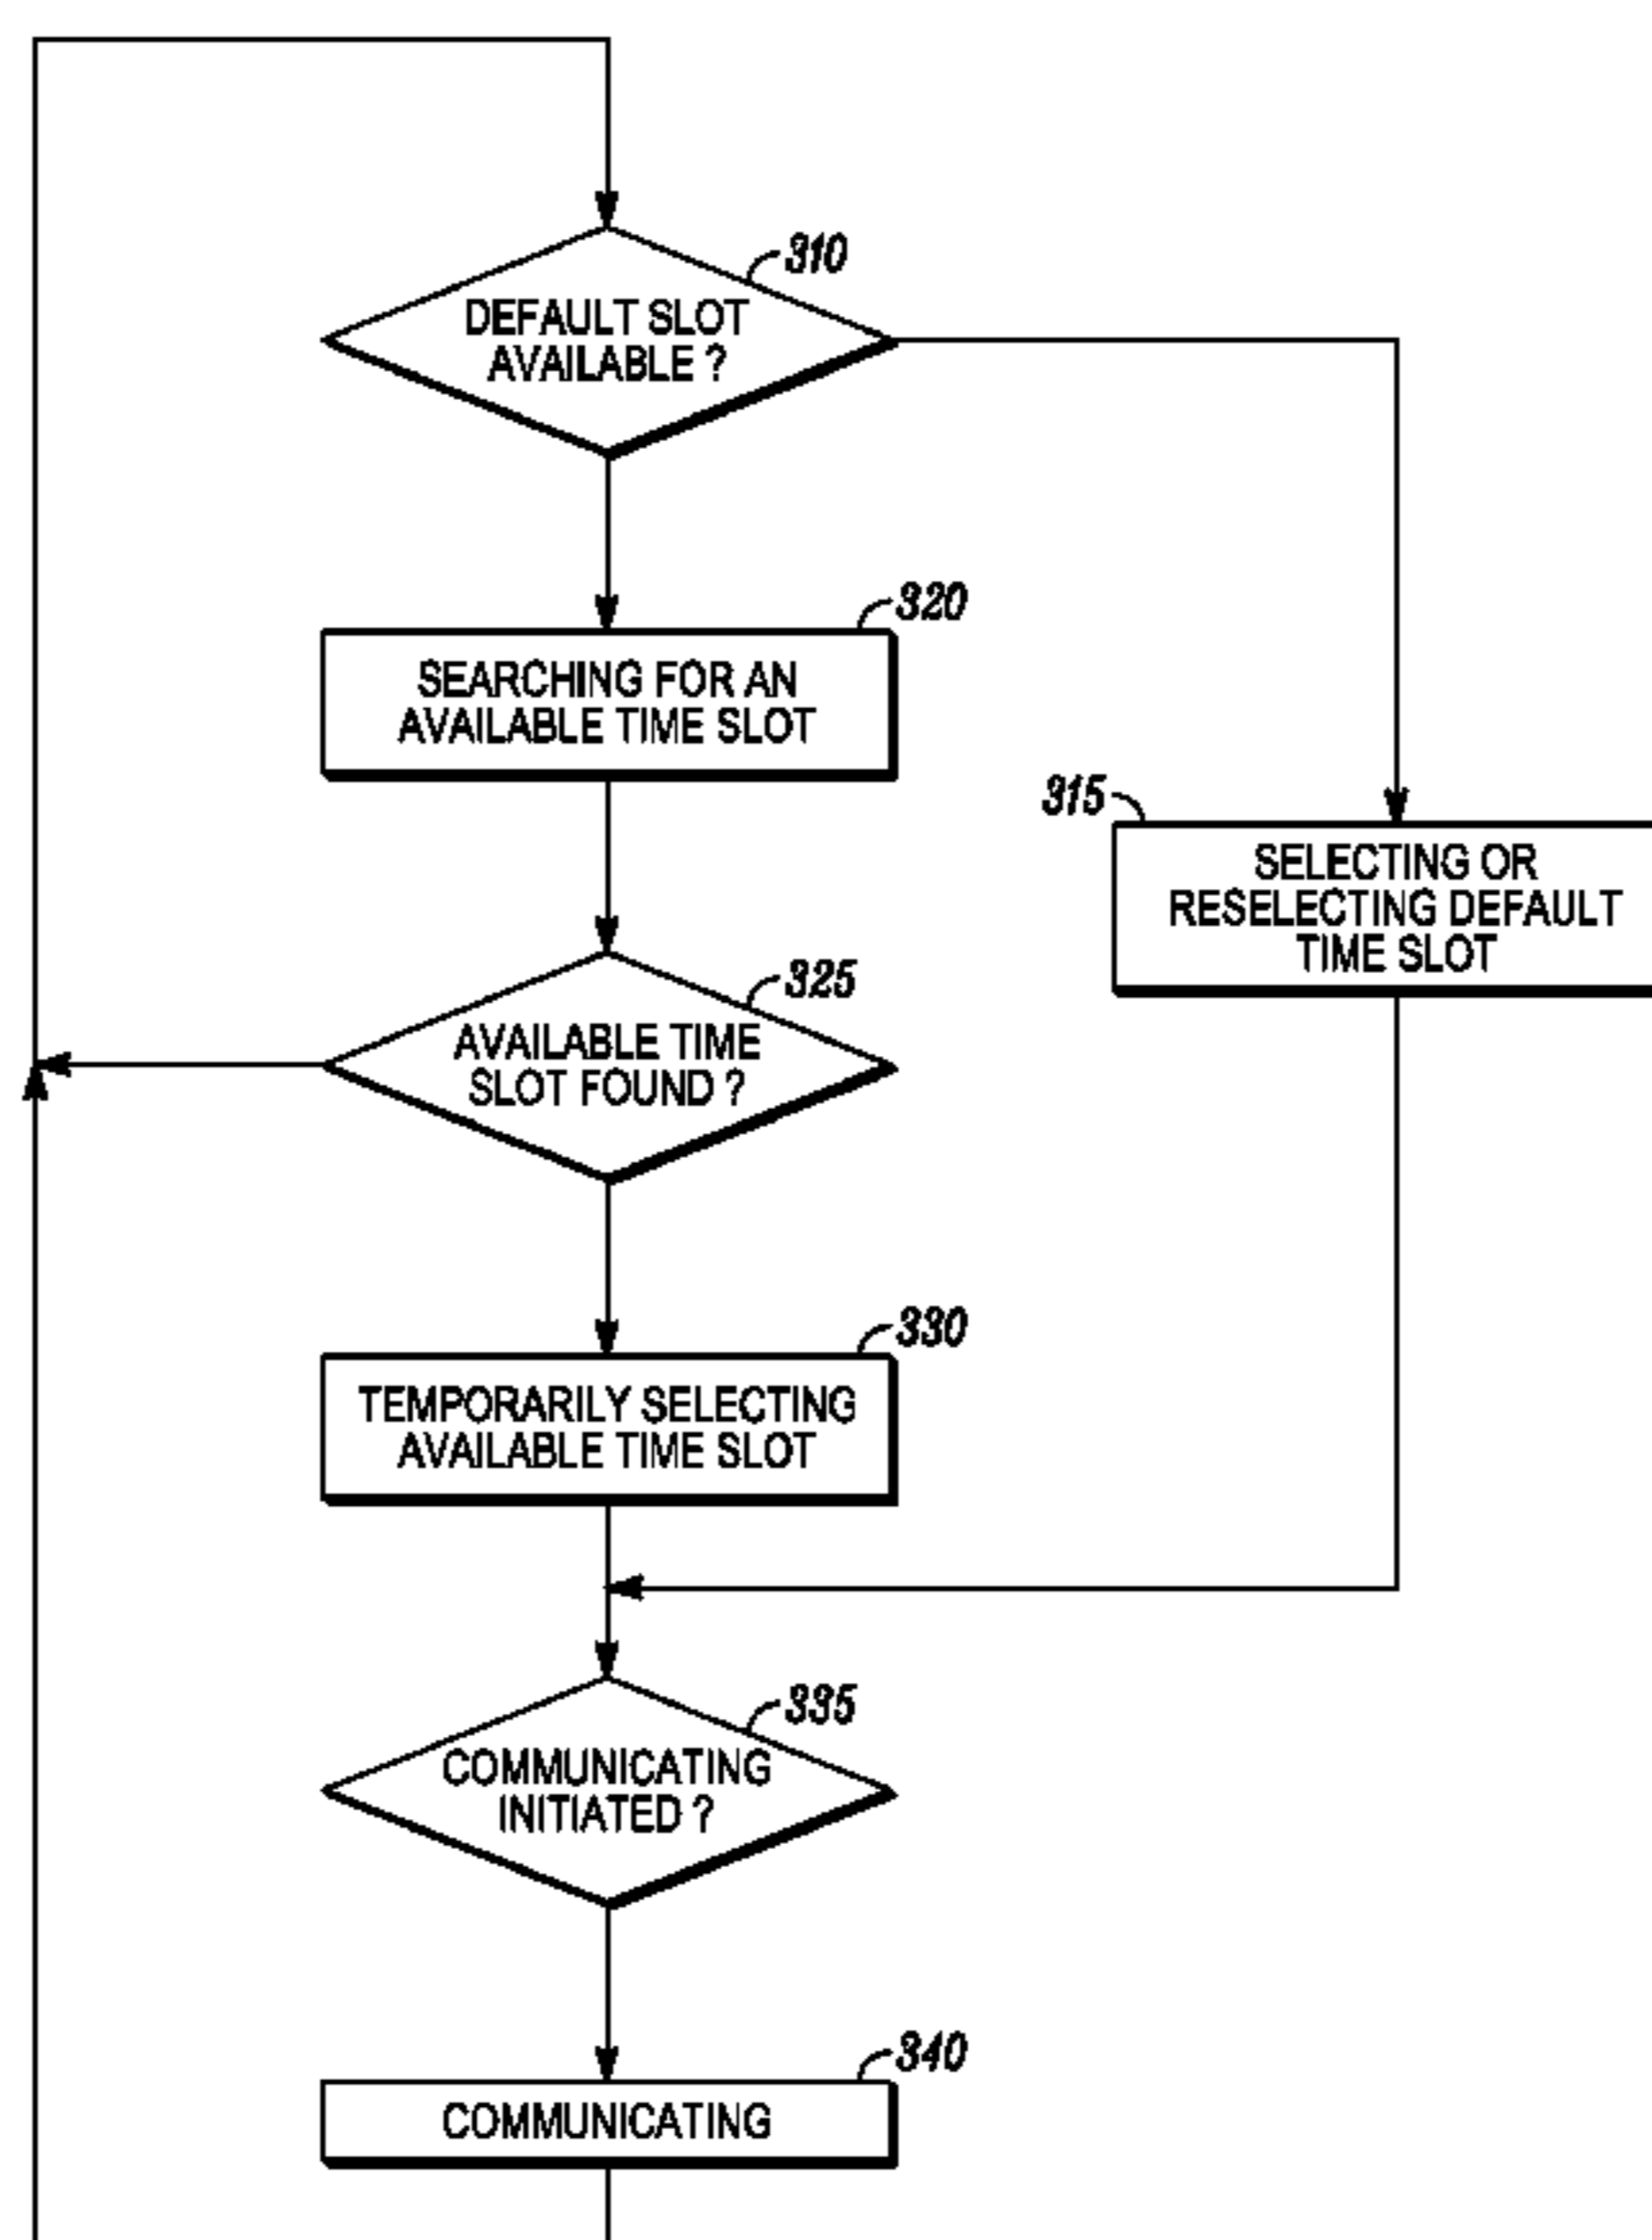 310
DEFAULT SLOT
AVAILABLE ?
320
SEARCHING FOR AN
AVAILABLE TIME SLOT
315
SELECTING OR
RESELECTING DEFAULT
TIME SLOT
325
AVAILABLE TIME
SLOT FOUND ?
330
TEMPORARILY SELECTING
AVAILABLE TIME SLOT
335
COMMUNICATING
INITIATED ?
340
COMMUNICATING